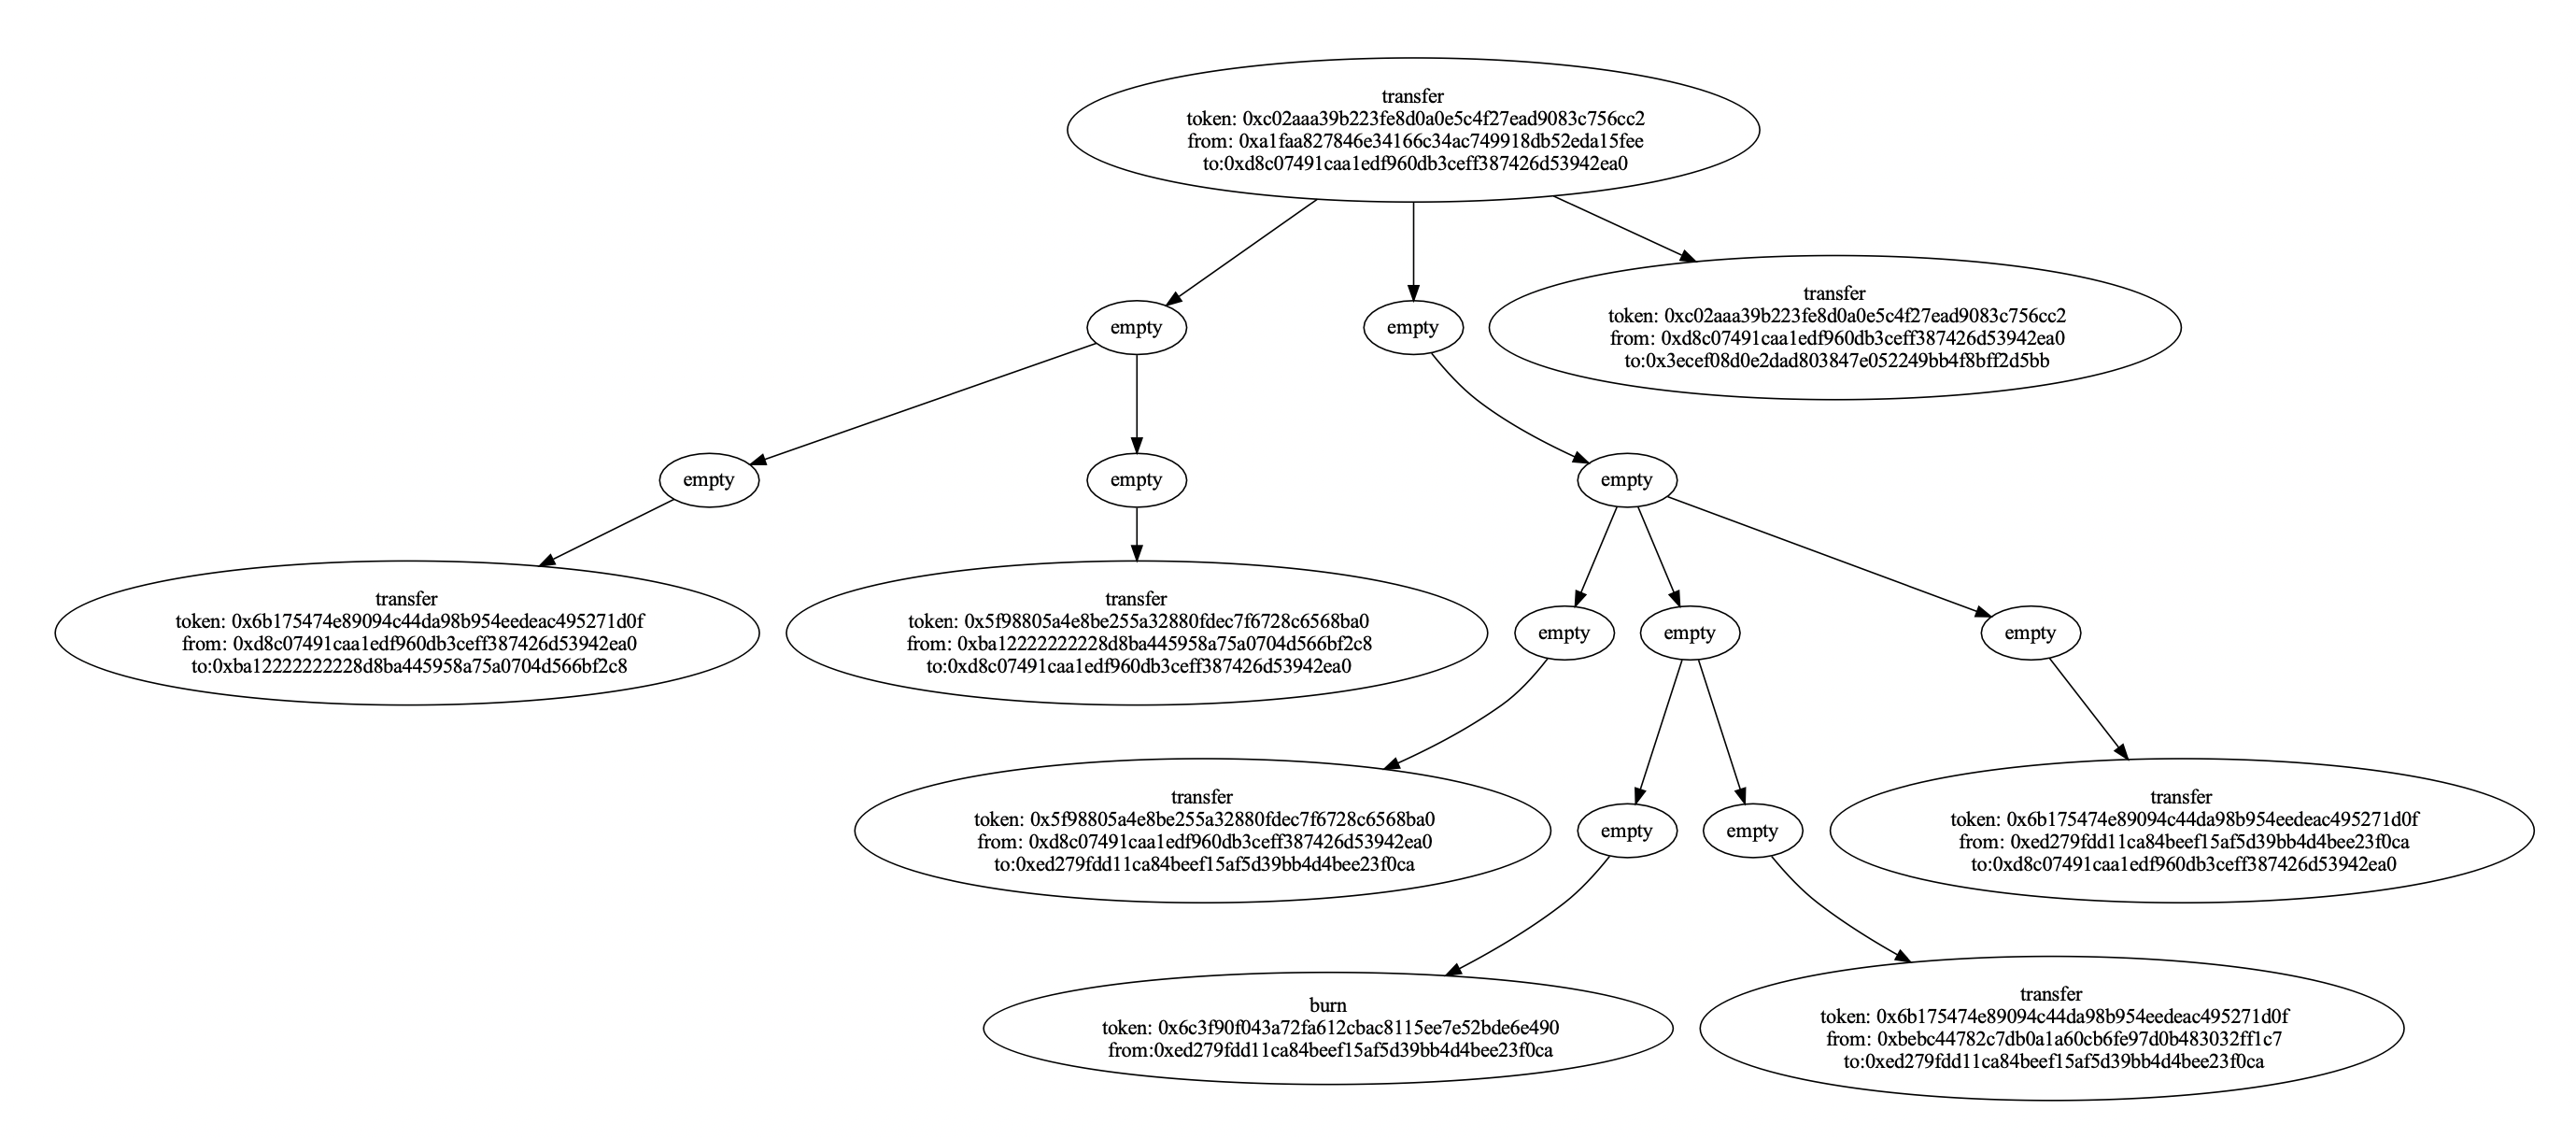 transfer
token: 0xc02aaa39b223fe8d0a0e5c4f27ead9083c756cc2
from: 0xa1faa827846e34166c34ac749918db52eda15fee
to:0xd8c07491caa1edf960db3ceff387426d53942ea0
empty
empty
transfer
token: 0xc02aaa39b223fe8d0a0e5c4f27ead9083c756cc2
from: 0xd8c07491caa1edf960db3ceff387426d53942ea0
to:0x3ecef08d0e2dad803847e052249bb4f8bff2d5bb
empty
empty
empty
transfer
token: 0x6b175474e89094c44da98b954eedeac495271d0f
from: 0xd8c07491caa1edf960db3ceff387426d53942ea0
to:0xba12222222228d8ba445958a75a0704d566bf2c8
transfer
token: 0x5f98805a4e8be255a32880fdec7f6728c6568ba0
from: 0xba12222222228d8ba445958a75a0704d566bf2c8
to:0xd8c07491caa1edf960db3ceff387426d53942ea0
empty
empty
empty
transfer
token: 0x5f98805a4e8be255a32880fdec7f6728c6568ba0
from: 0xd8c07491caa1edf960db3ceff387426d53942ea0
to:0xed279fdd11ca84beef15af5d39bb4d4bee23f0ca
empty
empty
transfer
token: 0x6b175474e89094c44da98b954eedeac495271d0f
from: 0xed279fdd11ca84beef15af5d39bb4d4bee23f0ca
to:0xd8c07491caa1edf960db3ceff387426d53942ea0
burn
token: 0x6c3f90f043a72fa612cbac8115ee7e52bde6e490
from:0xed279fdd11ca84beef15af5d39bb4d4bee23f0ca
transfer
token: 0x6b175474e89094c44da98b954eedeac495271d0f
from: 0xbebc44782c7db0a1a60cb6fe97d0b483032ff1c7
to:0xed279fdd11ca84beef15af5d39bb4d4bee23f0ca